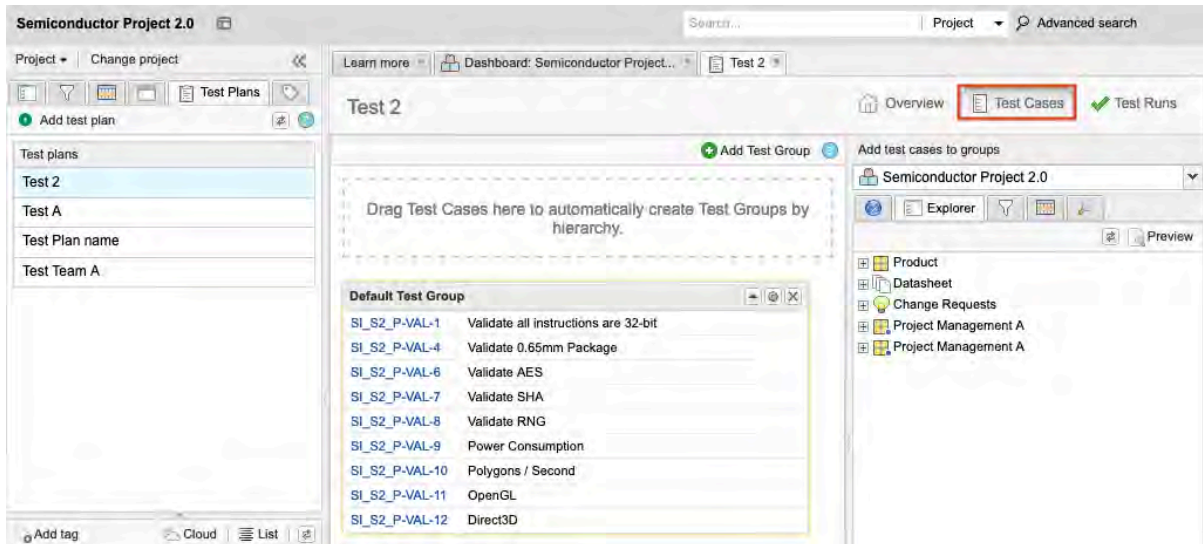 Semiconductor Project 2.0
Search...
Project
Advanced search
Project
Change project
Test Plans
Add test plan
Test plans
Test 2
Test A
Test Plan name
Test Team A
Add tag
Cloud
List
Learn more
Dashboard: Semiconductor Project...
Test 2
Test 2
Overview
Test Cases
Test Runs
Add Test Group
Drag Test Cases here to automatically create Test Groups by
hierarchy.
Default Test Group
SI_S2_P-VAL-1 Validate all instructions are 32-bit
SI_S2_P-VAL-4 Validate 0.65mm Package
SI_S2_P-VAL-6 Validate AES
SI_S2_P-VAL-7 Validate SHA
SI_S2_P-VAL-8 Validate RNG
SI_S2_P-VAL-9 Power Consumption
SI_S2_P-VAL-10 Polygons / Second
SI_S2_P-VAL-11 OpenGL
SI_S2_P-VAL-12 Direct3D
Add test cases to groups
Semiconductor Project 2.0
Explorer
Preview
Product
Datasheet
Change Requests
Project Management A
Project Management A